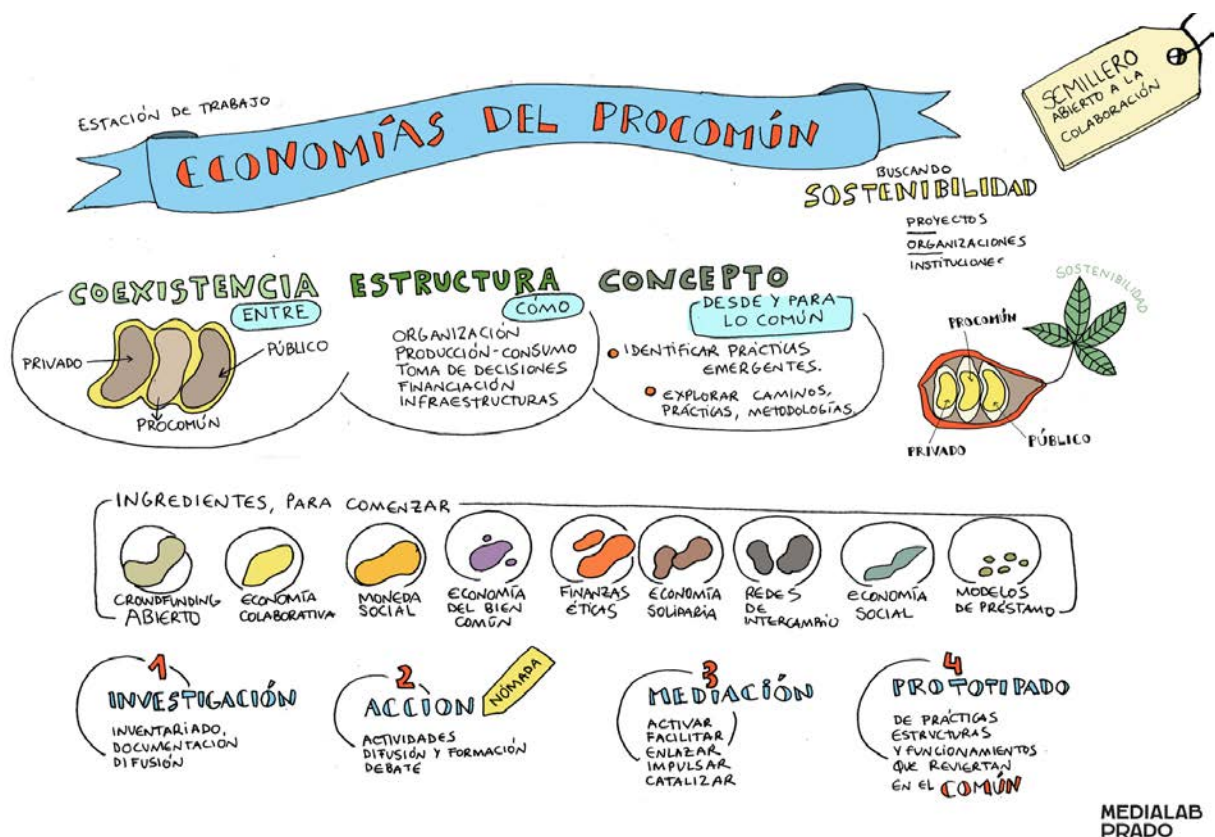 ESTACIÓN DE TRABAJO
ECONOMÍAS DEL PROCOMÚN
SEMILLERO
ABIERTO A LA
COLABORACIÓN
BUSCANDO
SOSTENIBILIDAD
PROYECTOS
ORGANIZACIONES
INSTITUCIONES
COEXISTENCIA
ENTRE
PRIVADO
PÚBLICO
PROCOMÚN
ESTRUCTURA
CÓMO
ORGANIZACIÓN
PRODUCCIÓN-CONSUMO
TOMA DE DECISIONES
FINANCIACIÓN
INFRAESTRUCTURAS
CONCEPTO
DESDE Y PARA
LO COMÚN
IDENTIFICAR PRÁCTICAS
EMERGENTES.
EXPLORAR CAMINOS,
PRÁCTICAS, METODOLOGÍAS.
SOSTENIBILIDAD
PROCOMÚN
PRIVADO
PÚBLICO
INGREDIENTES, PARA COMENZAR
CROWDFUNDING
ABIERTO
ECONOMÍA
COLABORATIVA
MONEDA
SOCIAL
ECONOMÍA
DEL BIEN
COMÚN
FINANZAS
ÉTICAS
ECONOMÍA
SOLIDARIA
REDES
DE
INTERCAMBIO
ECONOMÍA
SOCIAL
MODELOS
DE PRÉSTAMO
1
INVESTIGACIÓN
INVENTARIADO,
DOCUMENTACIÓN
DIFUSIÓN
2
ACCION
NÓMADA
ACTIVIDADES
DIFUSIÓN Y FORMACIÓN
DEBATE
3
MEDIACIÓN
ACTIVAR
FACILITAR
ENLAZAR
IMPULSAR
CATALIZAR
4
PROTOTIPADO
DE PRÁCTICAS
ESTRUCTURAS
Y FUNCIONAMIENTOS
QUE REVIERTAN
EN EL COMÚN
MEDIALAB
PRADO